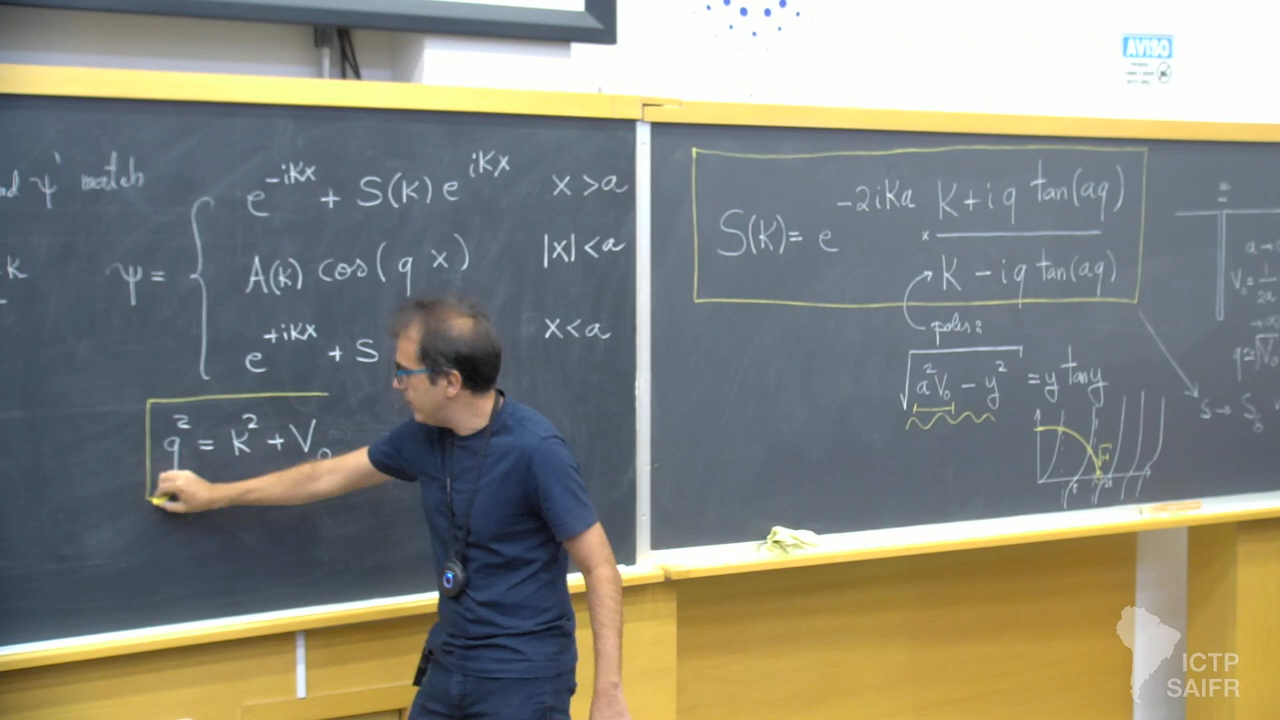 nd ψ' match
ψ = { e^{-iKx} + S(K) e^{iKx} x > a
A(K) cos(q x) |x| < a
e^{+iKx} + S x < a
K
q² = K² + V₀
S(K) = e^{-2iKa} × (K + iq tan(aq)) / (K - iq tan(aq))
poles
√(a²V₀ - y²) = y tan y
S →
a →
AVISO
ICTP
SAIFR